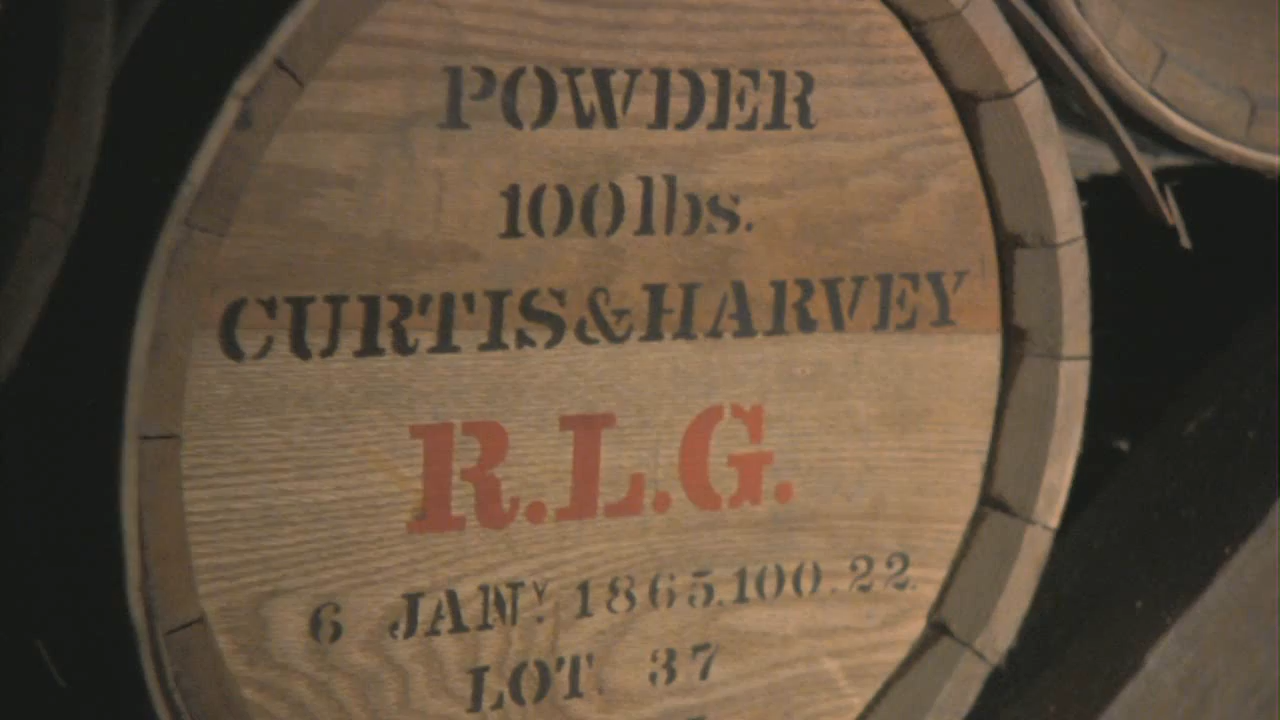 POWDER
100lbs.
CURTIS&HARVEY
R.L.G.
6 JANY. 1865.100.22
LOT 37